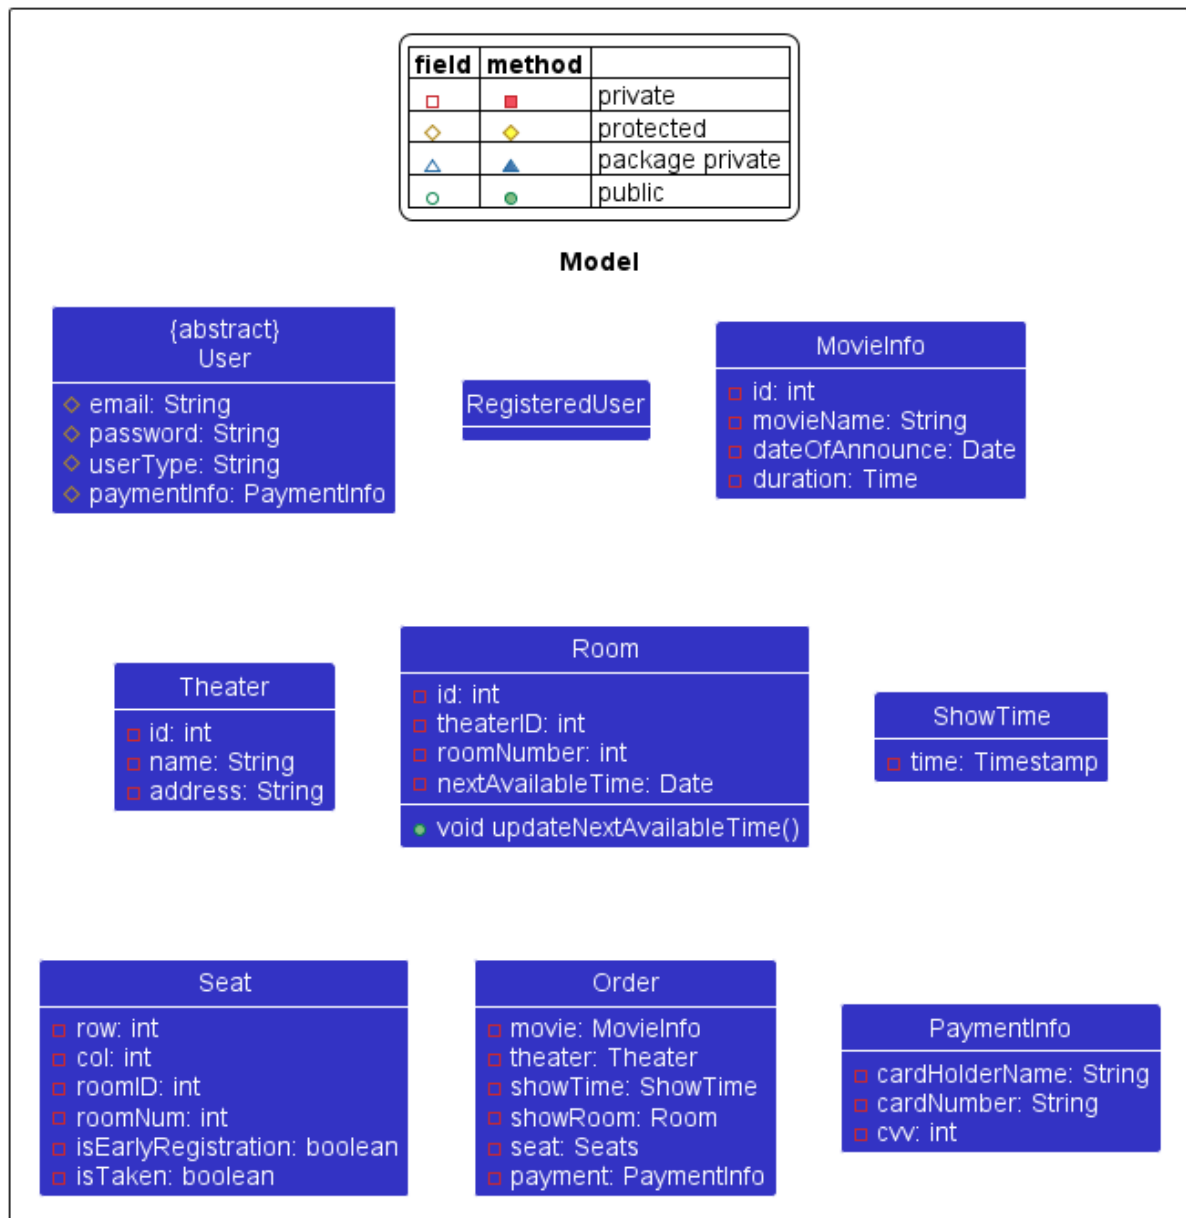 field method
private
protected
package private
public
Model
{abstract}
User
email: String
password: String
userType: String
paymentInfo: PaymentInfo
RegisteredUser
MovieInfo
id: int
movieName: String
dateOfAnnounce: Date
duration: Time
Theater
id: int
name: String
address: String
Room
id: int
theaterID: int
roomNumber: int
nextAvailableTime: Date
void updateNextAvailableTime()
ShowTime
time: Timestamp
Seat
row: int
col: int
roomID: int
roomNum: int
isEarlyRegistration: boolean
isTaken: boolean
Order
movie: MovieInfo
theater: Theater
showTime: ShowTime
showRoom: Room
seat: Seats
payment: PaymentInfo
PaymentInfo
cardHolderName: String
cardNumber: String
cvv: int